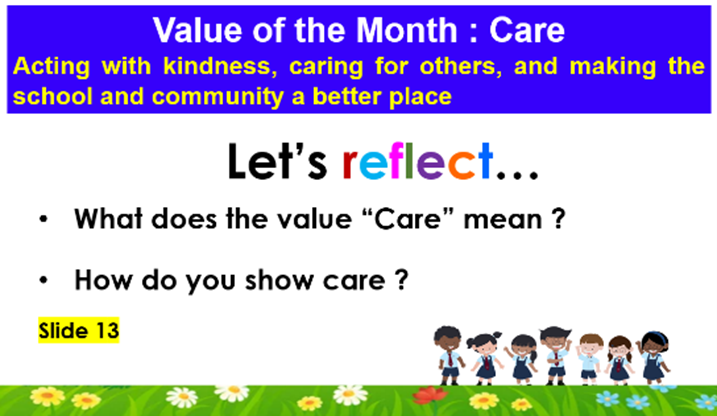 Value of the Month : Care
Acting with kindness, caring for others, and making the
school and community a better place
Let's reflect...
• What does the value “Care” mean ?
• How do you show care ?
Slide 13